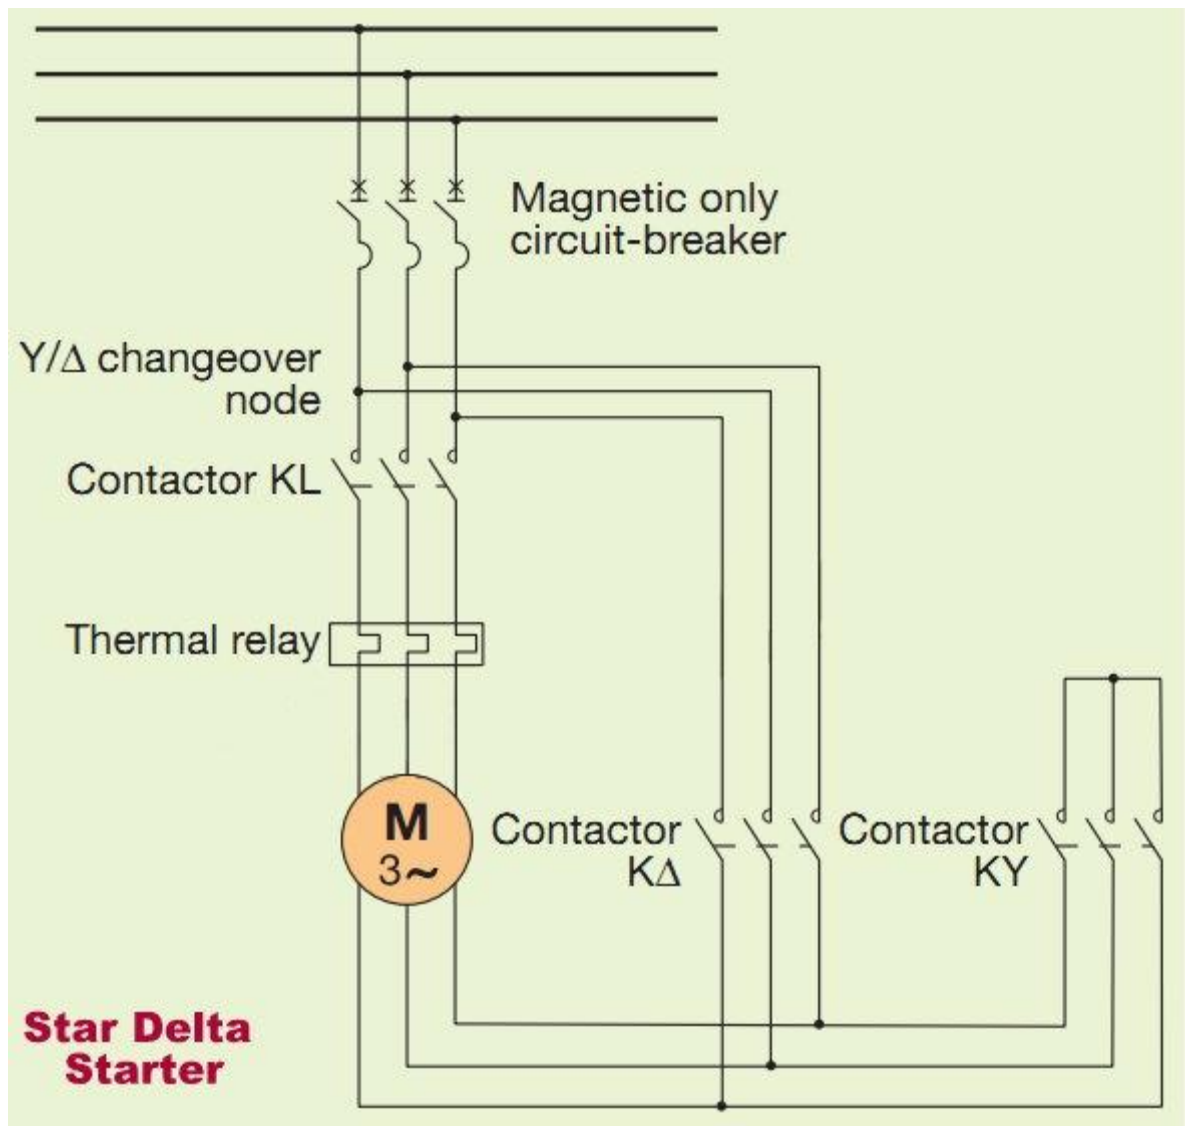 Magnetic only
circuit-breaker
Y/Δ changeover
node
Contactor KL
Thermal relay
M
3~
Contactor
KΔ
Contactor
KY
Star Delta
Starter